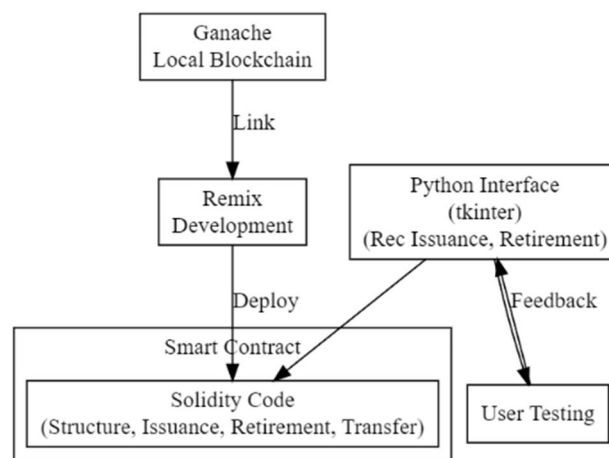 Ganache
Local Blockchain
Link
Remix
Development
Python Interface
(tkinter)
(Rec Issuance, Retirement)
Deploy
Feedback
Smart Contract
Solidity Code
(Structure, Issuance, Retirement, Transfer)
User Testing